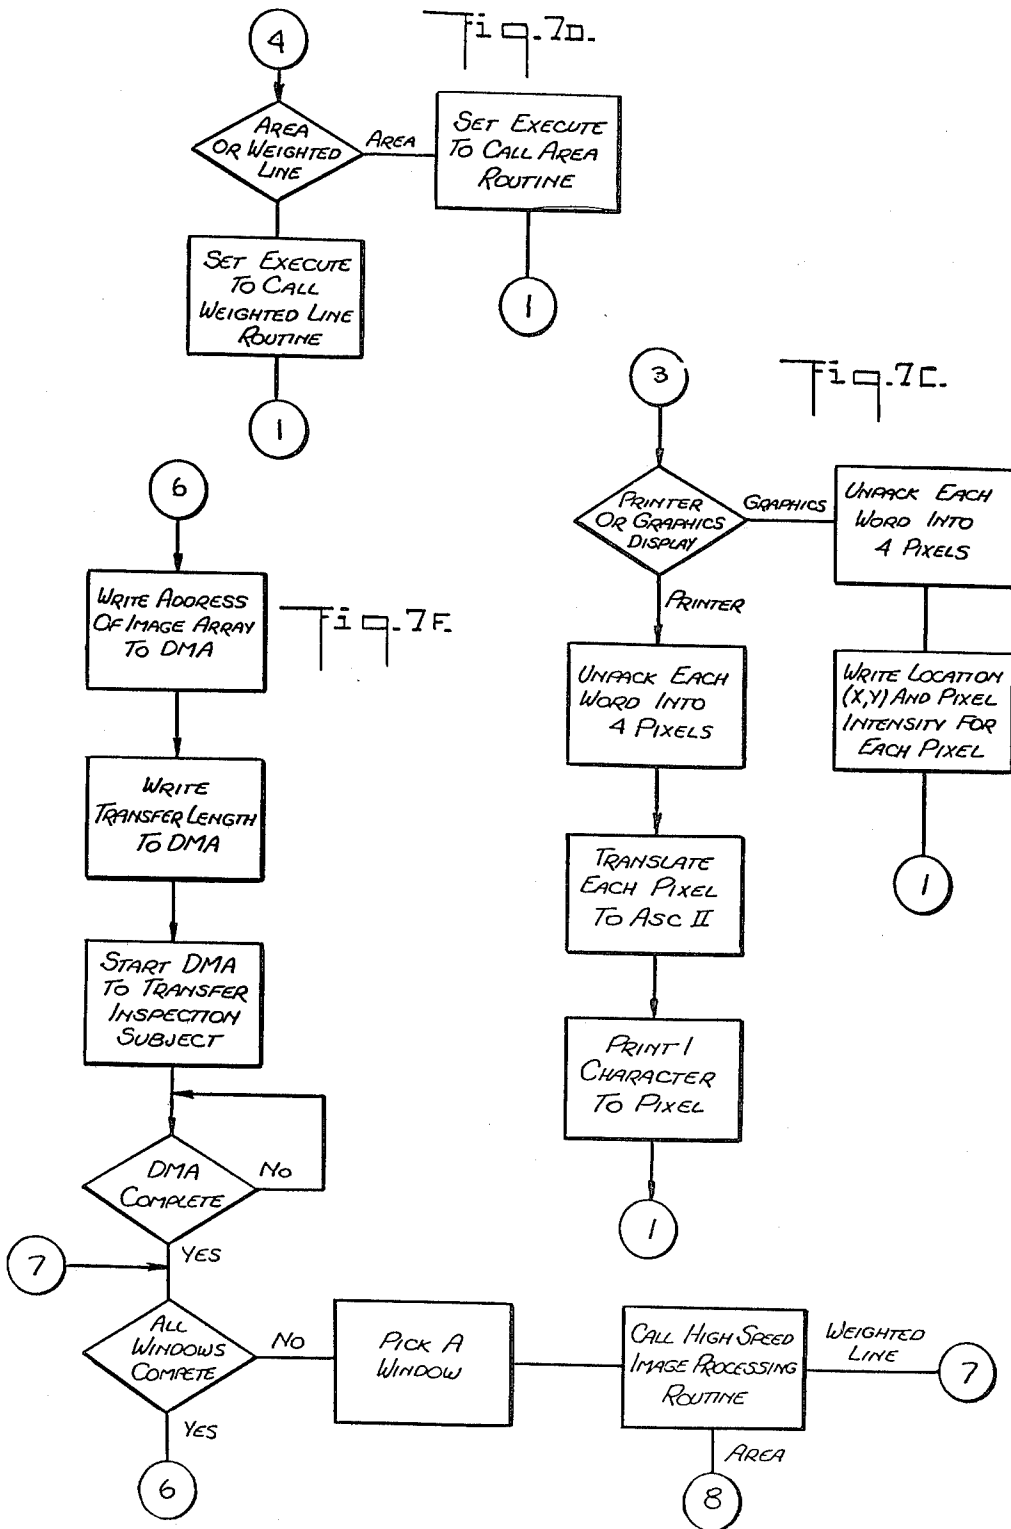 Fig. 7D.
4
AREA
OR WEIGHTED
LINE
AREA
SET EXECUTE
TO CALL AREA
ROUTINE
1
SET EXECUTE
TO CALL
WEIGHTED LINE
ROUTINE
1
Fig. 7C.
3
PRINTER
OR GRAPHICS
DISPLAY
GRAPHICS
UNPACK EACH
WORD INTO
4 PIXELS
WRITE LOCATION
(X,Y) AND PIXEL
INTENSITY FOR
EACH PIXEL
1
PRINTER
UNPACK EACH
WORD INTO
4 PIXELS
TRANSLATE
EACH PIXEL
TO ASC II
PRINT 1
CHARACTER
TO PIXEL
1
6
Fig. 7F.
WRITE ADDRESS
OF IMAGE ARRAY
TO DMA
WRITE
TRANSFER LENGTH
TO DMA
START DMA
TO TRANSFER
INSPECTION
SUBJECT
DMA
COMPLETE
NO
YES
7
ALL
WINDOWS
COMPETE
NO
PICK A
WINDOW
CALL HIGH SPEED
IMAGE PROCESSING
ROUTINE
WEIGHTED
LINE
7
YES
6
AREA
8